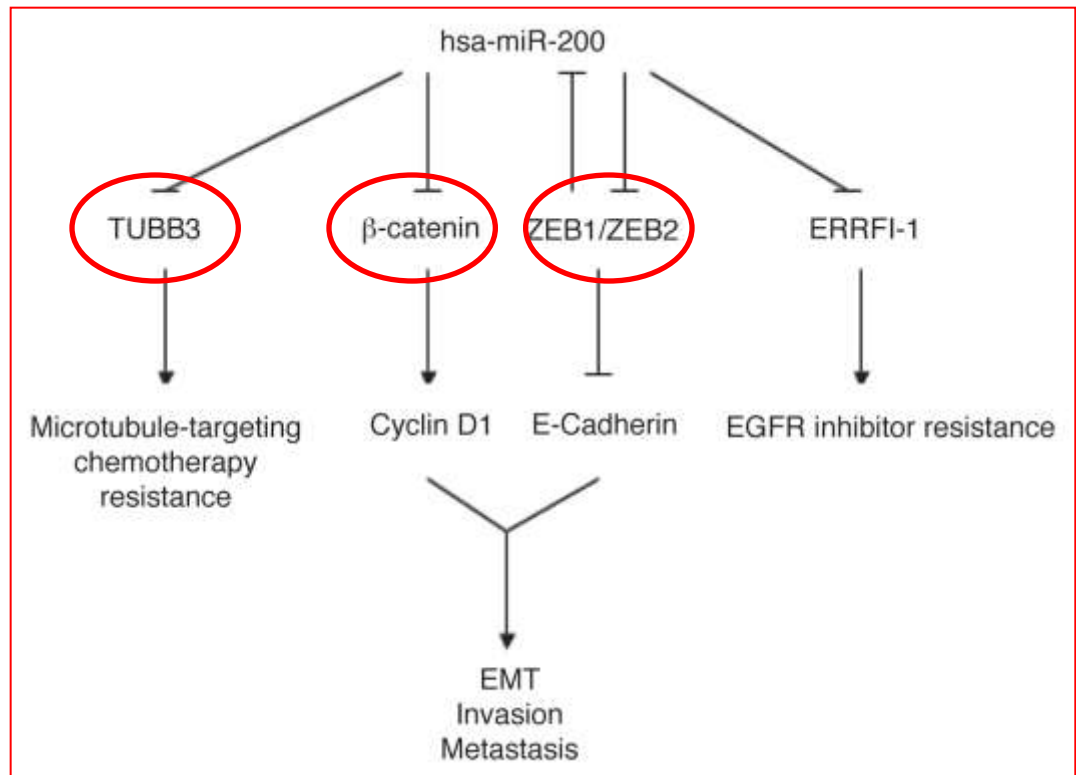 hsa-miR-200
TUBB3
β-catenin
ZEB1/ZEB2
ERRFI-1
Microtubule-targeting
chemotherapy
resistance
Cyclin D1
E-Cadherin
EGFR inhibitor resistance
EMT
Invasion
Metastasis